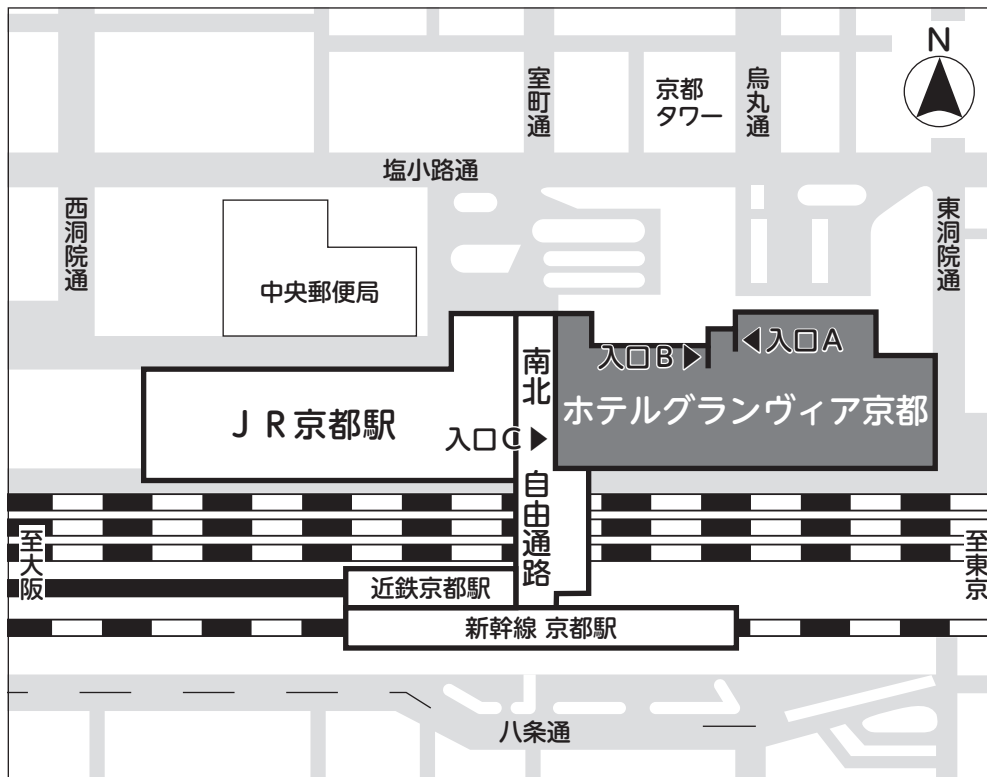 N
室町通
京都
タワー
烏丸通
塩小路通
西洞院通
東洞院通
中央郵便局
入口A
入口B
南北
ホテルグランヴィア京都
JR京都駅
入口C
自由通路
至大阪
至東京
近鉄京都駅
新幹線 京都駅
八条通